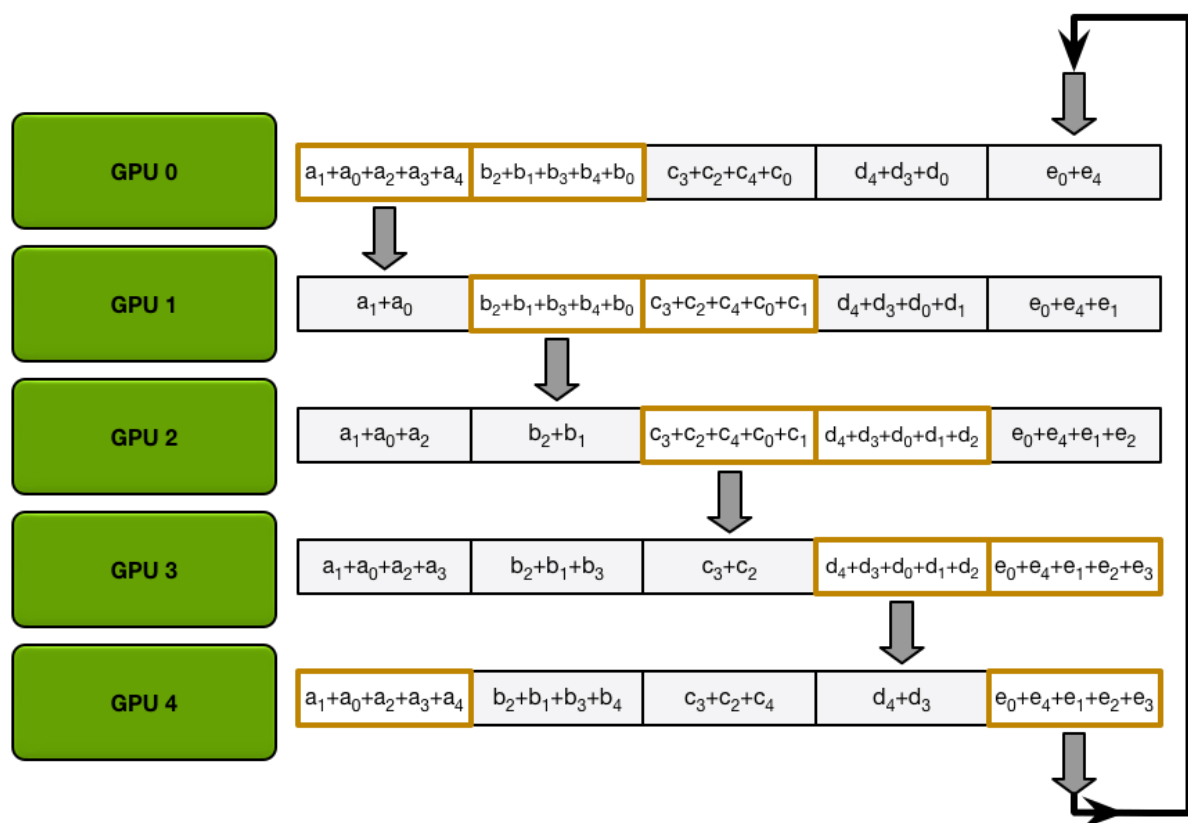 GPU 0 a₁+a₀+a₂+a₃+a₄ b₂+b₁+b₃+b₄+b₀ c₃+c₂+c₄+c₀ d₄+d₃+d₀ e₀+e₄
GPU 1 a₁+a₀ b₂+b₁+b₃+b₄+b₀ c₃+c₂+c₄+c₀+c₁ d₄+d₃+d₀+d₁ e₀+e₄+e₁
GPU 2 a₁+a₀+a₂ b₂+b₁ c₃+c₂+c₄+c₀+c₁ d₄+d₃+d₀+d₁+d₂ e₀+e₄+e₁+e₂
GPU 3 a₁+a₀+a₂+a₃ b₂+b₁+b₃ c₃+c₂ d₄+d₃+d₀+d₁+d₂ e₀+e₄+e₁+e₂+e₃
GPU 4 a₁+a₀+a₂+a₃+a₄ b₂+b₁+b₃+b₄ c₃+c₂+c₄ d₄+d₃ e₀+e₄+e₁+e₂+e₃